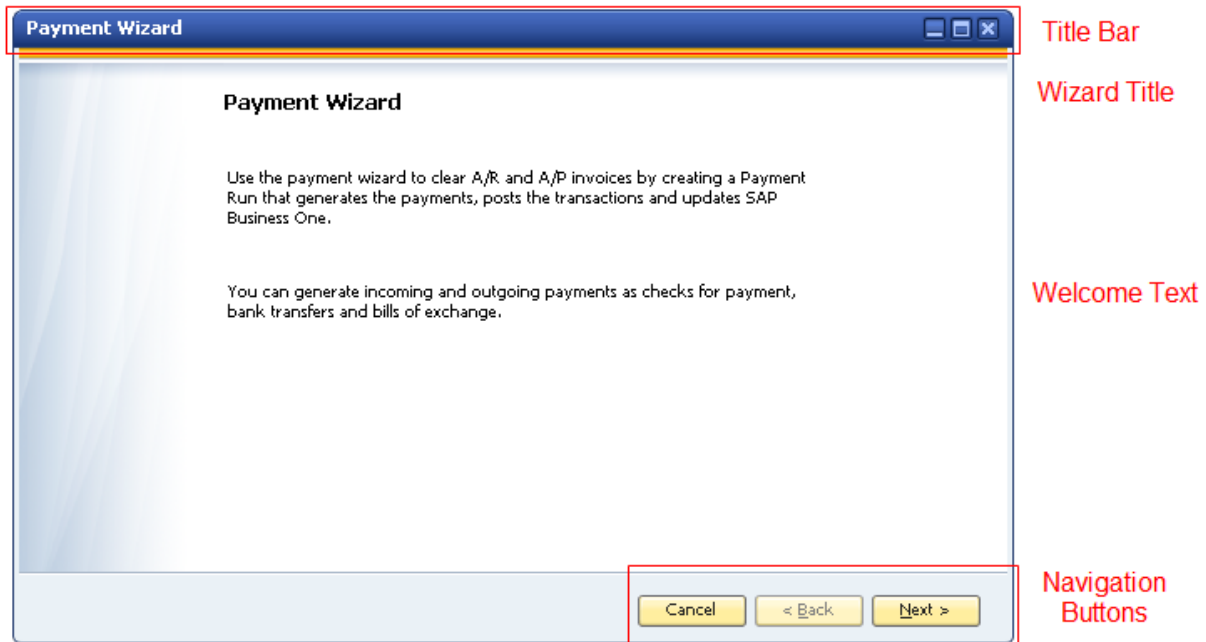 Payment Wizard
Title Bar
Wizard Title
Payment Wizard
Use the payment wizard to clear A/R and A/P invoices by creating a Payment
Run that generates the payments, posts the transactions and updates SAP
Business One.
You can generate incoming and outgoing payments as checks for payment,
bank transfers and bills of exchange.
Welcome Text
Cancel
< Back
Next >
Navigation
Buttons